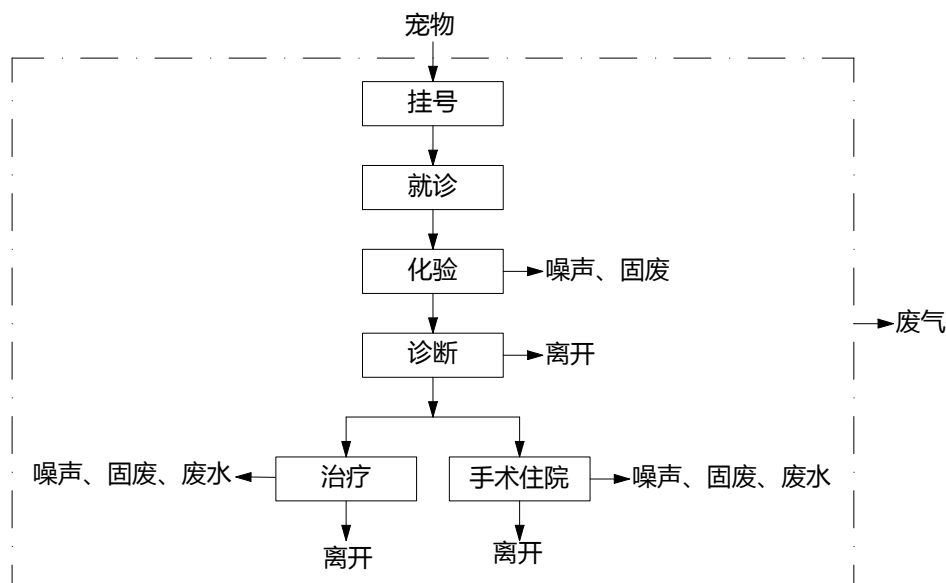 宠物
挂号
就诊
化验
噪声、固废
废气
诊断
离开
噪声、固废、废水
治疗
手术住院
噪声、固废、废水
离开
离开